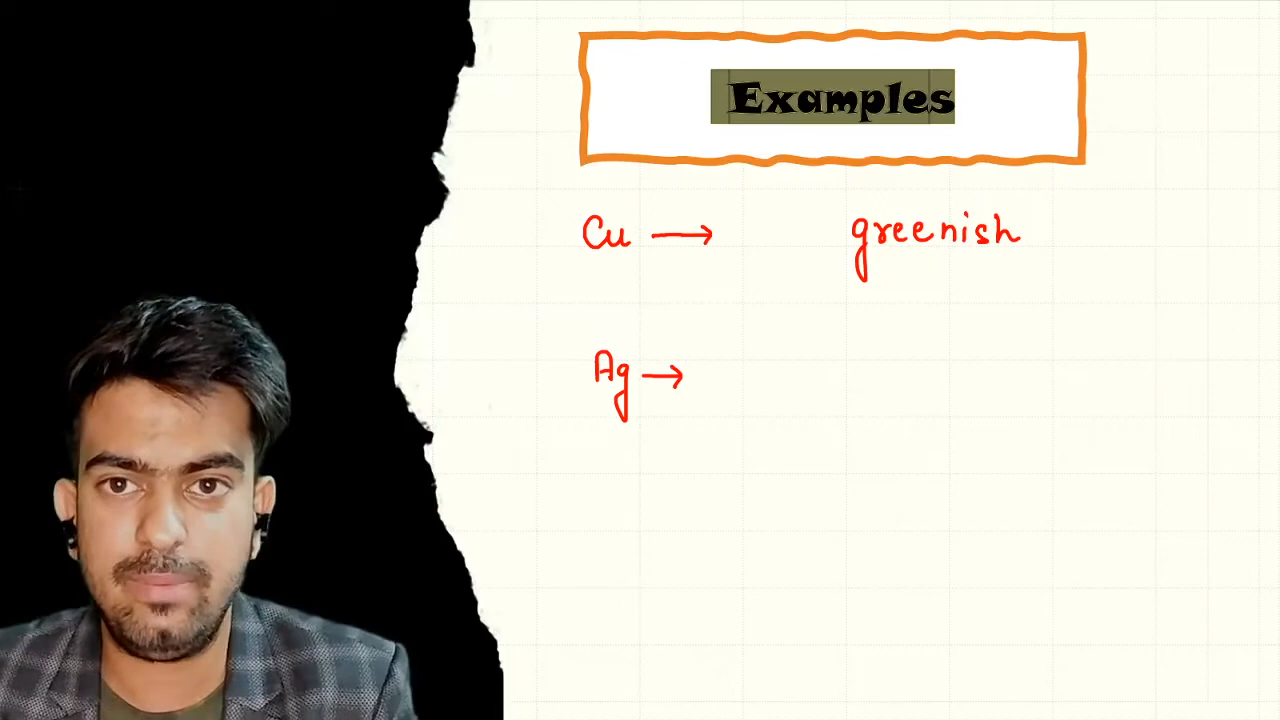 Examples
Cu → greenish
Ag →